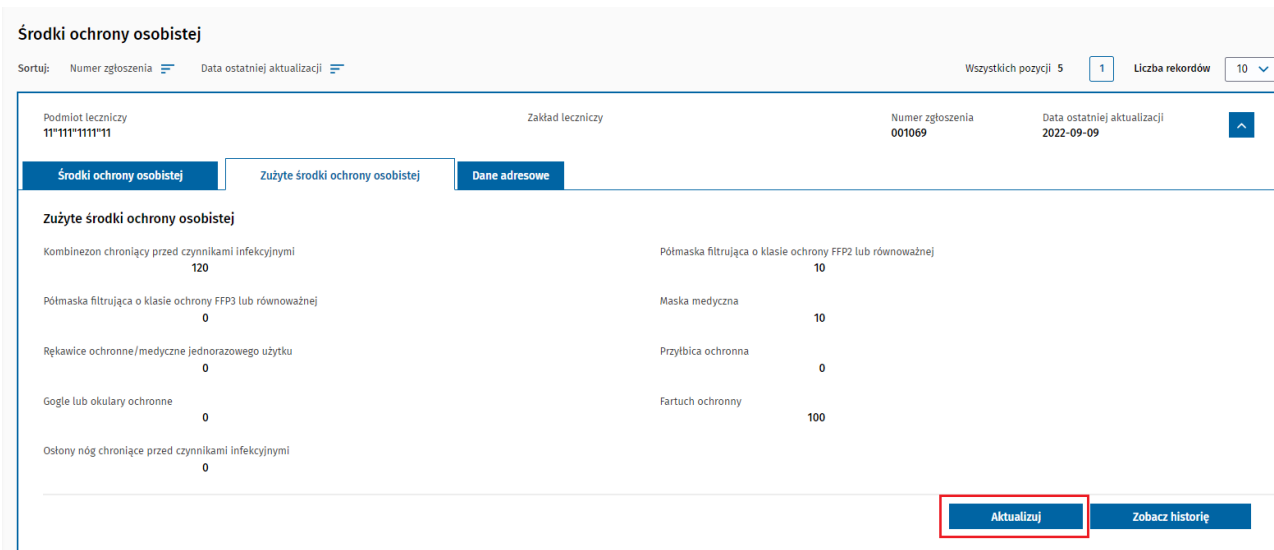 Środki ochrony osobistej
Sortuj: Numer zgłoszenia Data ostatniej aktualizacji Wszystkich pozycji 5 1 Liczba rekordów 10
Podmiot leczniczy Zakład leczniczy Numer zgłoszenia Data ostatniej aktualizacji
11"111"1111"11 001069 2022-09-09
Środki ochrony osobistej Zużyte środki ochrony osobistej Dane adresowe
Zużyte środki ochrony osobistej
Kombinezon chroniący przed czynnikami infekcyjnymi Półmaska filtrująca o klasie ochrony FFP2 lub równoważnej
120 10
Półmaska filtrująca o klasie ochrony FFP3 lub równoważnej Maska medyczna
0 10
Rękawice ochronne/medyczne jednorazowego użytku Przyłbica ochronna
0 0
Gogle lub okulary ochronne Fartuch ochronny
0 100
Osłony nóg chroniące przed czynnikami infekcyjnymi
0
Aktualizuj Zobacz historię